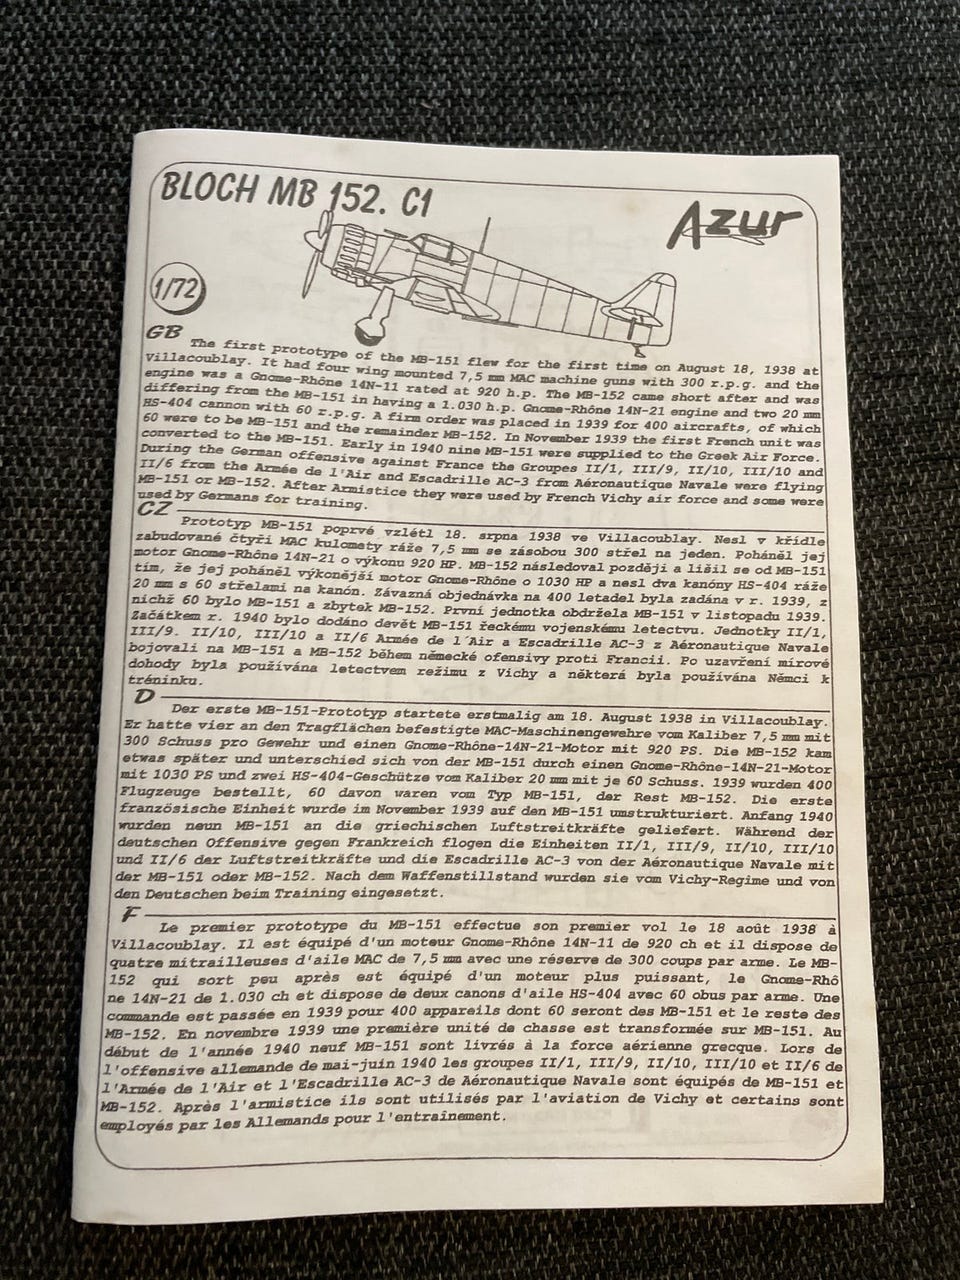 BLOCH MB 152. C1
Azur
1/72
GB
The first prototype of the MB-151 flew for the first time on August 18, 1938 at
Villacoublay. It had four wing mounted 7,5 mm MAC machine guns with 300 r.p.g. and the
engine was a Gnome-Rhône 14N-11 rated at 920 h.p. The MB-152 came short after and was
differing from the MB-151 in having a 1.030 h.p. Gnome-Rhône 14N-21 engine and two 20 mm
HS-404 cannon with 60 r.p.g. A firm order was placed in 1939 for 400 aircrafts, of which
60 were to be MB-151 and the remainder MB-152. In November 1939 the first French unit was
converted to the MB-151. Early in 1940 nine MB-151 were supplied to the Greek Air Force.
During the German offensive against France the Groupes II/1, III/9, II/10, III/10 and
II/6 from the Armée de l'Air and Escadrille AC-3 from Aéronautique Navale were flying
MB-151 or MB-152. After Armistice they were used by French Vichy air force and some were
used by Germans for training.
CZ
Prototyp MB-151 poprvé vzlétl 18. srpna 1938 ve Villacoublay. Nesl v křídle
zabudované čtyři MAC kulomety ráže 7,5 mm se zásobou 300 střel na jeden. Poháněl jej
motor Gnome-Rhône 14N-21 o výkonu 920 HP. MB-152 následoval později a lišil se od MB-151
tím, že jej poháněl výkonější motor Gnome-Rhône o 1030 HP a nesl dva kanóny HS-404 ráže
20 mm s 60 střelami na kanón. Závazná objednávka na 400 letadel byla zadána v r. 1939, z
nichž 60 bylo MB-151 a zbytek MB-152. První jednotka obdržela MB-151 v listopadu 1939.
Začátkem r. 1940 bylo dodáno devět MB-151 řeckému vojenskému letectvu. Jednotky II/1,
III/9. II/10, III/10 a II/6 Armée de l´Air a Escadrille AC-3 z Aéronautique Navale
bojovali na MB-151 a MB-152 během německé ofensivy proti Francii. Po uzavření mírové
dohody byla používána letectvem režimu z Vichy a některá byla používána Němci k
tréninku.
D
Der erste MB-151-Prototyp startete erstmalig am 18. August 1938 in Villacoublay.
Er hatte vier an den Tragflächen befestigte MAC-Maschinengewehre vom Kaliber 7,5 mm mit
300 Schuss pro Gewehr und einen Gnome-Rhône-14N-21-Motor mit 920 PS. Die MB-152 kam
etwas später und unterschied sich von der MB-151 durch einen Gnome-Rhône-14N-21-Motor
mit 1030 PS und zwei HS-404-Geschütze vom Kaliber 20 mm mit je 60 Schuss. 1939 wurden 400
Flugzeuge bestellt, 60 davon waren vom Typ MB-151, der Rest MB-152. Die erste
französische Einheit wurde im November 1939 auf den MB-151 umstrukturiert. Anfang 1940
wurden neun MB-151 an die griechischen Luftstreitkräfte geliefert. Während der
deutschen Offensive gegen Frankreich flogen die Einheiten II/1, III/9, II/10, III/10
und II/6 der Luftstreitkräfte und die Escadrille AC-3 von der Aéronautique Navale mit
der MB-151 oder MB-152. Nach dem Waffenstillstand wurden sie vom Vichy-Regime und von
den Deutschen beim Training eingesetzt.
F
Le premier prototype du MB-151 effectue son premier vol le 18 août 1938 à
Villacoublay. Il est équipé d'un moteur Gnome-Rhône 14N-11 de 920 ch et il dispose de
quatre mitrailleuses d'aile MAC de 7,5 mm avec une réserve de 300 coups par arme. Le MB-
152 qui sort peu après est équipé d'un moteur plus puissant, le Gnome-Rhô
ne 14N-21 de 1.030 ch et dispose de deux canons d'aile HS-404 avec 60 obus par arme. Une
commande est passée en 1939 pour 400 appareils dont 60 seront des MB-151 et le reste des
MB-152. En novembre 1939 une première unité de chasse est transformée sur MB-151. Au
début de l'année 1940 neuf MB-151 sont livrés à la force aérienne grecque. Lors de
l'offensive allemande de mai-juin 1940 les groupes II/1, III/9, II/10, III/10 et II/6 de
l'Armée de l'Air et l'Escadrille AC-3 de Aéronautique Navale sont équipés de MB-151 et
MB-152. Après l'armistice ils sont utilisés par l'aviation de Vichy et certains sont
employés par les Allemands pour l'entraînement.